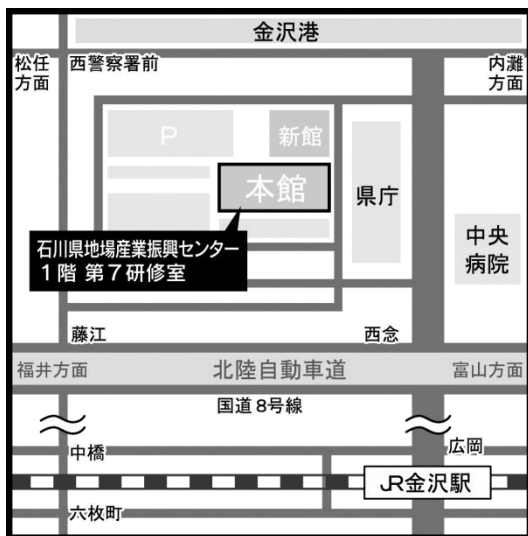 金沢港
松任
方面
西警察署前
内灘
方面
P
新館
本館
県庁
中央
病院
石川県地場産業振興センター
1階 第7研修室
藤江
西念
福井方面
北陸自動車道
富山方面
国道8号線
中橋
広岡
JR金沢駅
六枚町